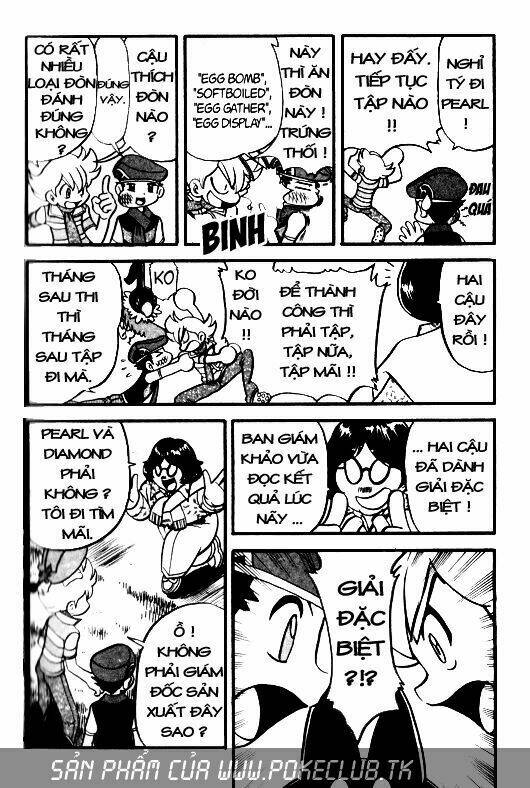 NGHỈ
TÝ ĐI
PEARL !
HAY ĐẤY.
TIẾP TỤC
TẬP NÀO
!!
ĐAU
QUÁ
NÀY
THÌ ĂN
ĐÒN NÀY !
TRỨNG
THỐI !
"EGG BOMB",
"SOFTBOILED",
"EGG GATHER",
"EGG DISPLAY"...
BINH
CẬU
THÍCH
ĐÒN
NÀO
?
ĐÚNG
VẬY.
CÓ RẤT
NHIỀU
LOẠI ĐÒN
ĐÁNH
ĐÚNG
KHÔNG ?
HAI
CẬU
ĐÂY
RỒI !
ĐỂ THÀNH
CÔNG THÌ
PHẢI TẬP,
TẬP NỮA,
TẬP MÃI !!
KO
ĐỜI
NÀO !
!!
KO
THÁNG
SAU THI
THÌ
THÁNG
SAU TẬP
ĐI MÀ.
... HAI CẬU
ĐÃ DÀNH
GIẢI ĐẶC
BIỆT !
BAN GIÁM
KHẢO VỪA
ĐỌC KẾT
QUẢ LÚC
NÃY ...
PEARL VÀ
DIAMOND
PHẢI
KHÔNG ?
TÔI ĐI TÌM
MÃI.
Ồ !
KHÔNG
PHẢI GIÁM
ĐỐC SẢN
XUẤT ĐÂY
SAO ?
GIẢI
ĐẶC
BIỆT
?!?
SẢN PHẨM CỦA WWW.POKECLUB.TK